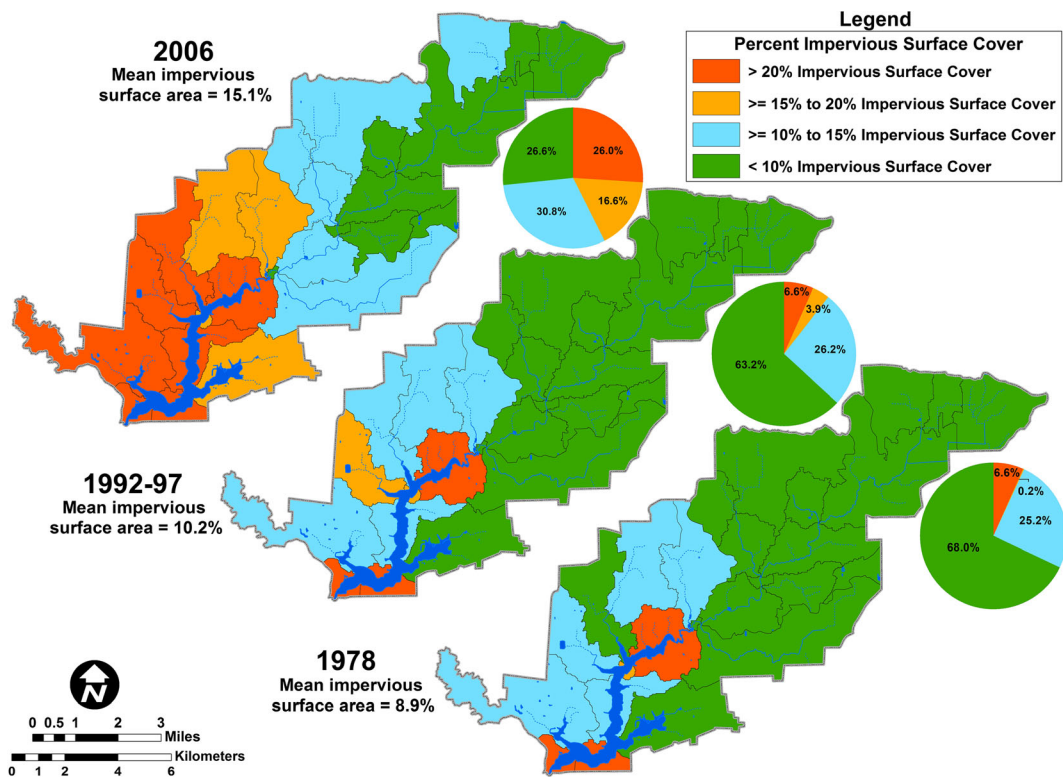 Legend
Percent Impervious Surface Cover
> 20% Impervious Surface Cover
>= 15% to 20% Impervious Surface Cover
>= 10% to 15% Impervious Surface Cover
< 10% Impervious Surface Cover
2006
Mean impervious
surface area = 15.1%
26.6%
26.0%
16.6%
30.8%
1992-97
Mean impervious
surface area = 10.2%
6.6%
3.9%
26.2%
63.2%
1978
Mean impervious
surface area = 8.9%
6.6%
0.2%
25.2%
68.0%
N
0 0.5 1 2 3
Miles
Kilometers
0 1 2 4 6